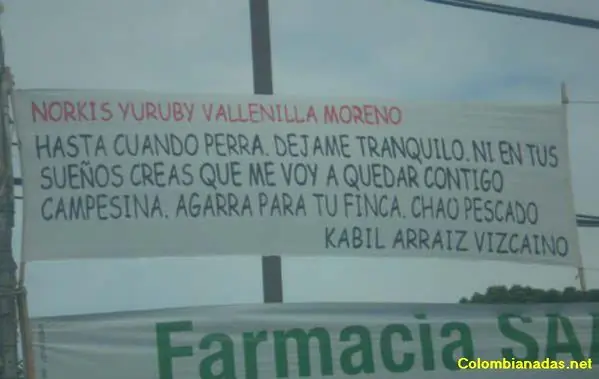 NORKIS YURUBY VALLENILLA MORENO
HASTA CUANDO PERRA. DEJAME TRANQUILO. NI EN TUS
SUEÑOS CREAS QUE ME VOY A QUEDAR CONTIGO
CAMPESINA. AGARRA PARA TU FINCA. CHAO PESCADO
KABIL ARRAIZ VIZCAINO
Farmacia SA
Colombianadas.net